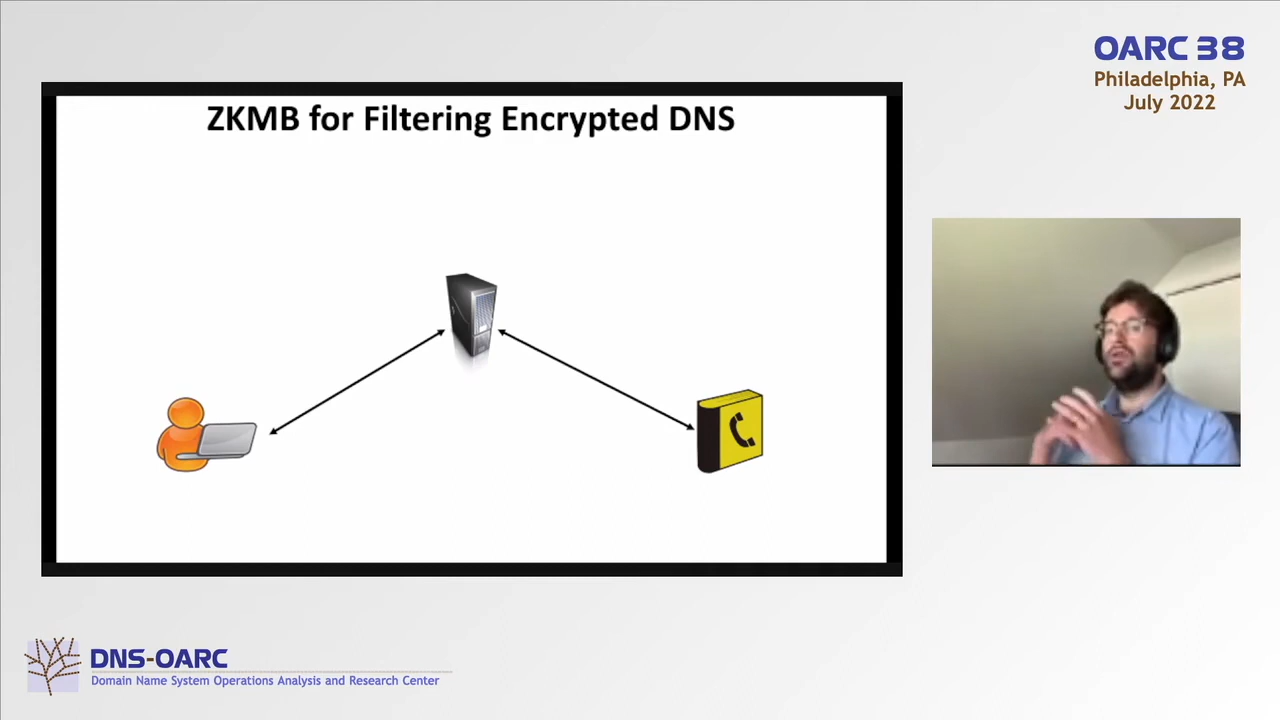 OARC 38
Philadelphia, PA
July 2022
ZKMB for Filtering Encrypted DNS
DNS-OARC
Domain Name System Operations Analysis and Research Center